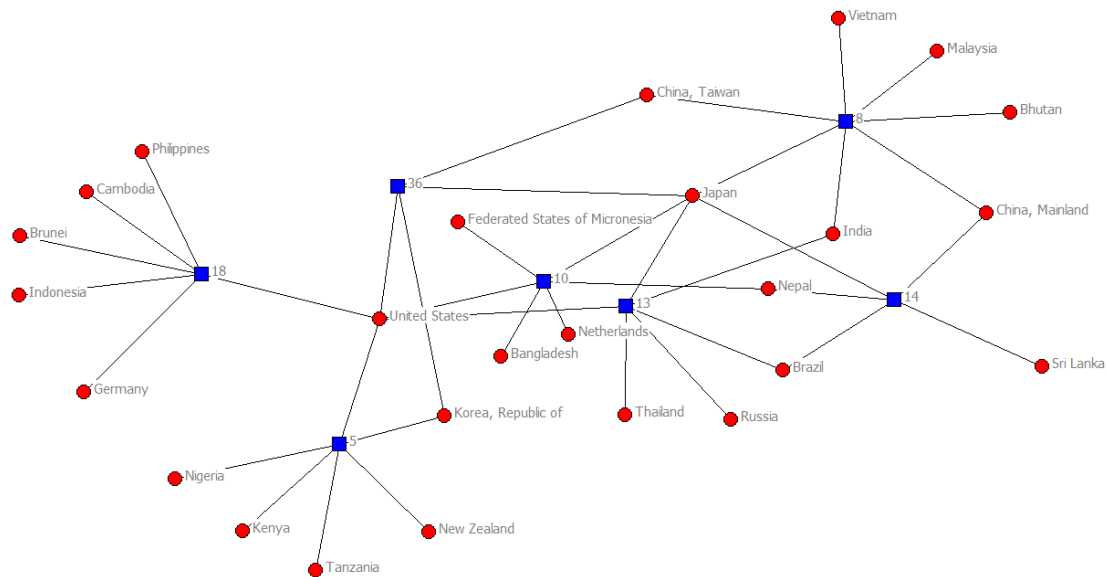 Vietnam
Malaysia
China, Taiwan
Bhutan
8
Philippines
36
Cambodia
Japan
China, Mainland
Federated States of Micronesia
Brunei
India
18
10
Nepal
Indonesia
14
13
United States
Netherlands
Bangladesh
Brazil
Sri Lanka
Germany
Korea, Republic of
Thailand
Russia
5
Nigeria
Kenya
New Zealand
Tanzania